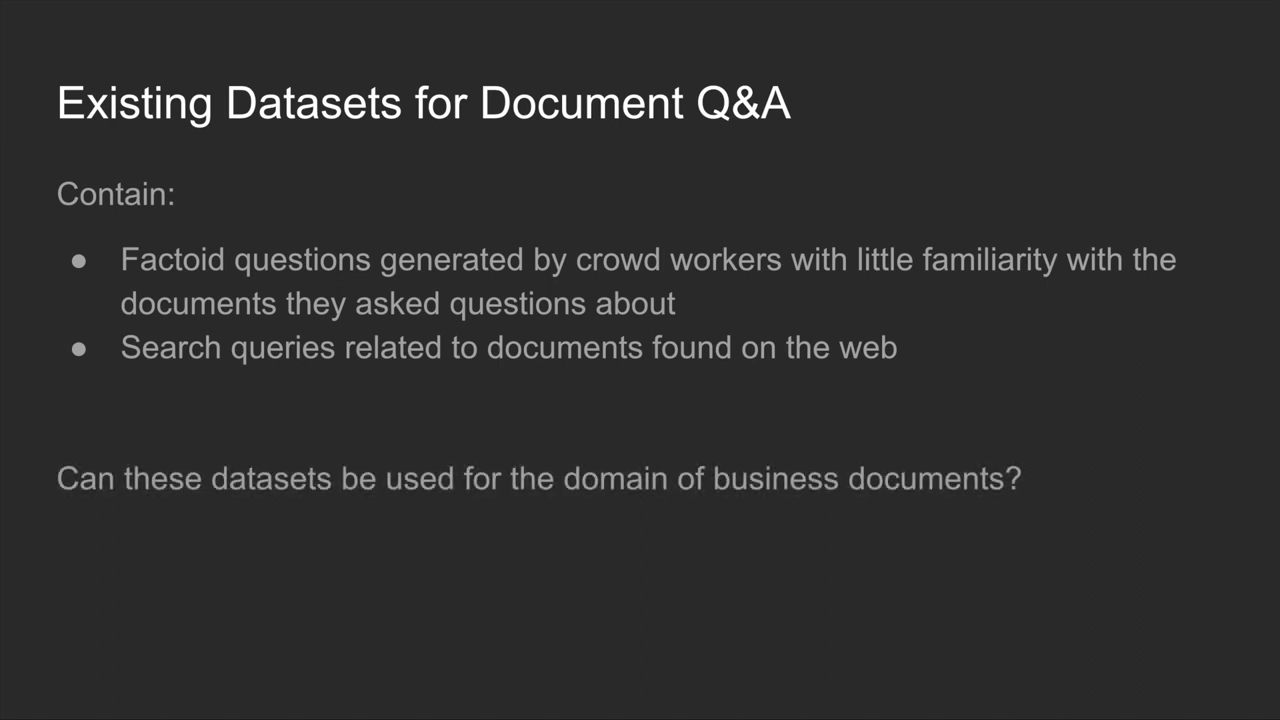 Existing Datasets for Document Q&A
Contain:
● Factoid questions generated by crowd workers with little familiarity with the
documents they asked questions about
● Search queries related to documents found on the web
Can these datasets be used for the domain of business documents?